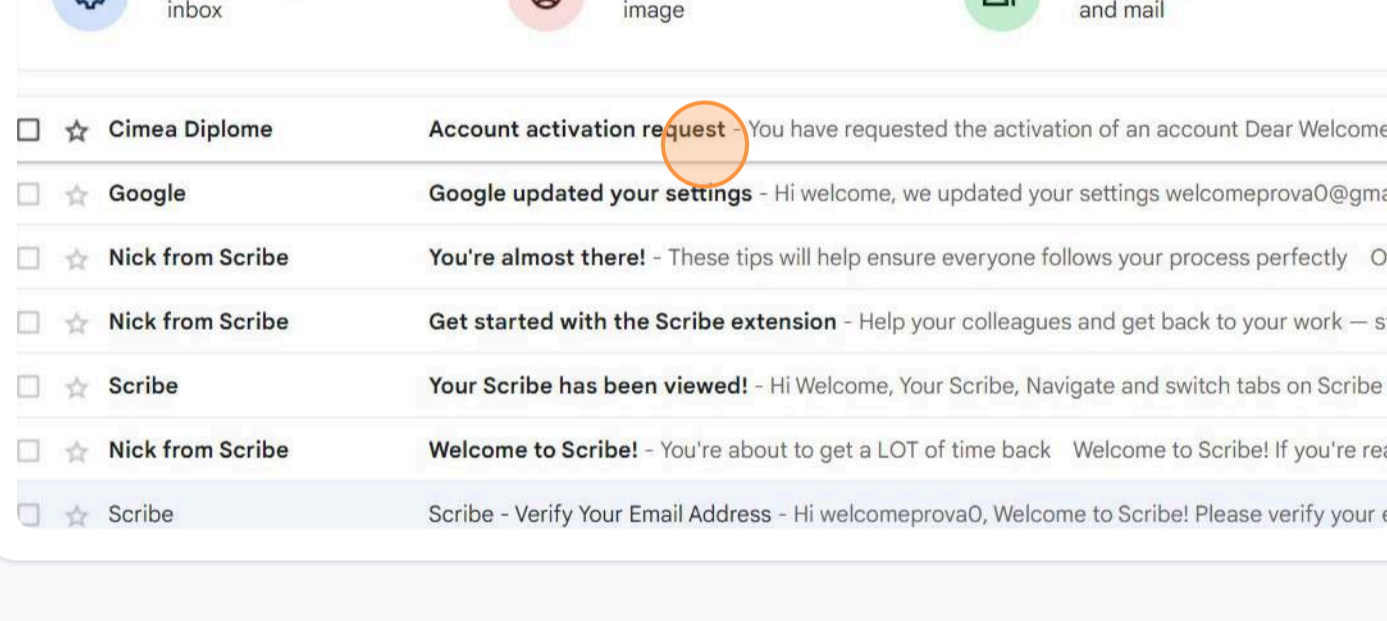 inbox
image
and mail
Cimea Diplome Account activation request - You have requested the activation of an account Dear Welcome
Google Google updated your settings - Hi welcome, we updated your settings welcomeprova0@gma
Nick from Scribe You're almost there! - These tips will help ensure everyone follows your process perfectly O
Nick from Scribe Get started with the Scribe extension - Help your colleagues and get back to your work — s
Scribe Your Scribe has been viewed! - Hi Welcome, Your Scribe, Navigate and switch tabs on Scribe
Nick from Scribe Welcome to Scribe! - You're about to get a LOT of time back Welcome to Scribe! If you're rea
Scribe Scribe - Verify Your Email Address - Hi welcomeprova0, Welcome to Scribe! Please verify your e